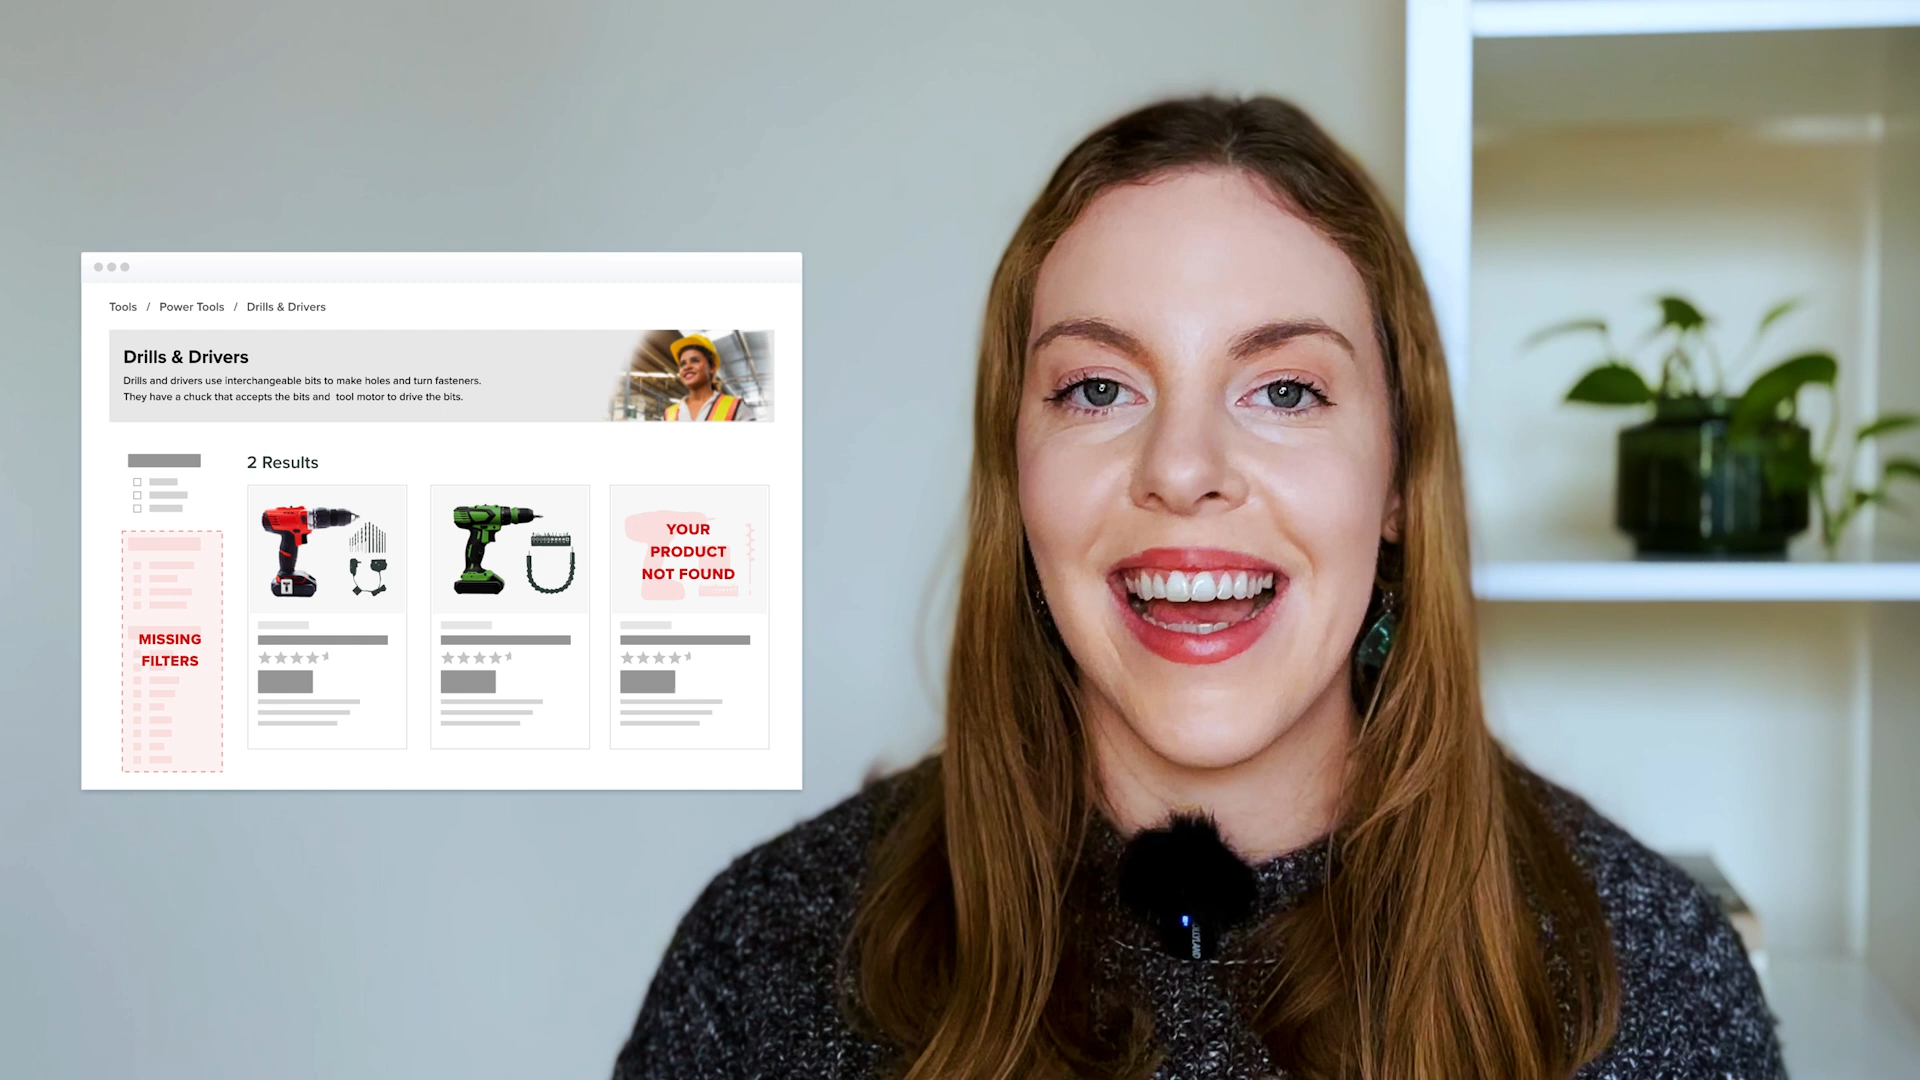 Tools / Power Tools / Drills & Drivers
Drills & Drivers
Drills and drivers use interchangeable bits to make holes and turn fasteners.
They have a chuck that accepts the bits and tool motor to drive the bits.
2 Results
YOUR
PRODUCT
NOT FOUND
MISSING
FILTERS